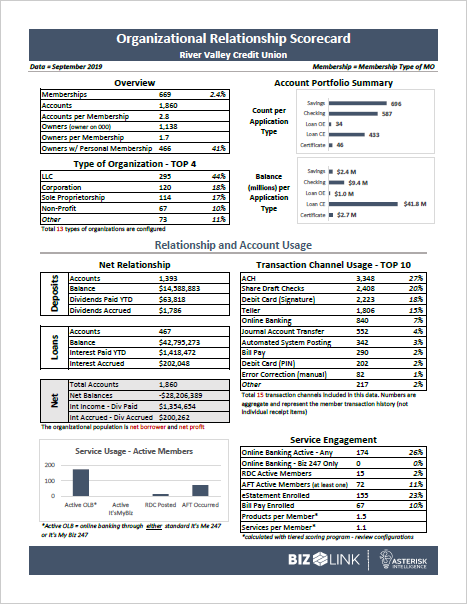 Organizational Relationship Scorecard
River Valley Credit Union
Data = September 2019
Membership = Membership Type of MO
Overview
Memberships 669 2.4%
Accounts 1,860
Accounts per Membership 2.8
Owners (owner on 000) 1,138
Owners per Membership 1.7
Owners w/ Personal Membership 466 41%
Type of Organization - TOP 4
LLC 295 44%
Corporation 120 18%
Sole Proprietorship 114 17%
Non-Profit 67 10%
Other 73 11%
Total 13 types of organizations are configured
Account Portfolio Summary
Count per Application Type
Savings 696
Checking 587
Loan OE 34
Loan CE 433
Certificate 46
Balance (millions) per Application Type
Savings $2.4 M
Checking $9.4 M
Loan OE $1.0 M
Loan CE $41.8 M
Certificate $2.7 M
Relationship and Account Usage
Net Relationship
Deposits
Accounts 1,393
Balance $14,588,883
Dividends Paid YTD $63,818
Dividends Accrued $1,786
Loans
Accounts 467
Balance $42,795,273
Interest Paid YTD $1,418,472
Interest Accrued $202,048
Net
Total Accounts 1,860
Net Balances -$28,206,389
Int Income - Div Paid $1,354,654
Int Accrued - Div Accrued $200,262
The organizational population is net borrower and net profit
Transaction Channel Usage - TOP 10
ACH 3,348 27%
Share Draft Checks 2,408 20%
Debit Card (Signature) 2,223 18%
Teller 1,806 15%
Online Banking 840 7%
Journal Account Transfer 552 4%
Automated System Posting 342 3%
Bill Pay 290 2%
Debit Card (PIN) 202 2%
Error Correction (manual) 82 1%
Other 217 2%
Total 15 transaction channels included in this data. Numbers are
aggregate and represent the member transaction history (not
individual receipt items)
Service Usage - Active Members
200
100
0
Active OLB*
Active It'sMyBiz
RDC Posted
AFT Occurred
*Active OLB = online banking through either standard It's Me 247
or It's My Biz 247
Service Engagement
Online Banking Active - Any 174 26%
Online Banking - Biz 247 Only 0 0%
RDC Active Members 15 2%
AFT Active Members (at least one) 72 11%
eStatement Enrolled 155 23%
Bill Pay Enrolled 67 10%
Products per Member* 1.5
Services per Member* 1.1
*calculated with tiered scoring program - review configurations
BIZ LINK
ASTERISK
INTELLIGENCE